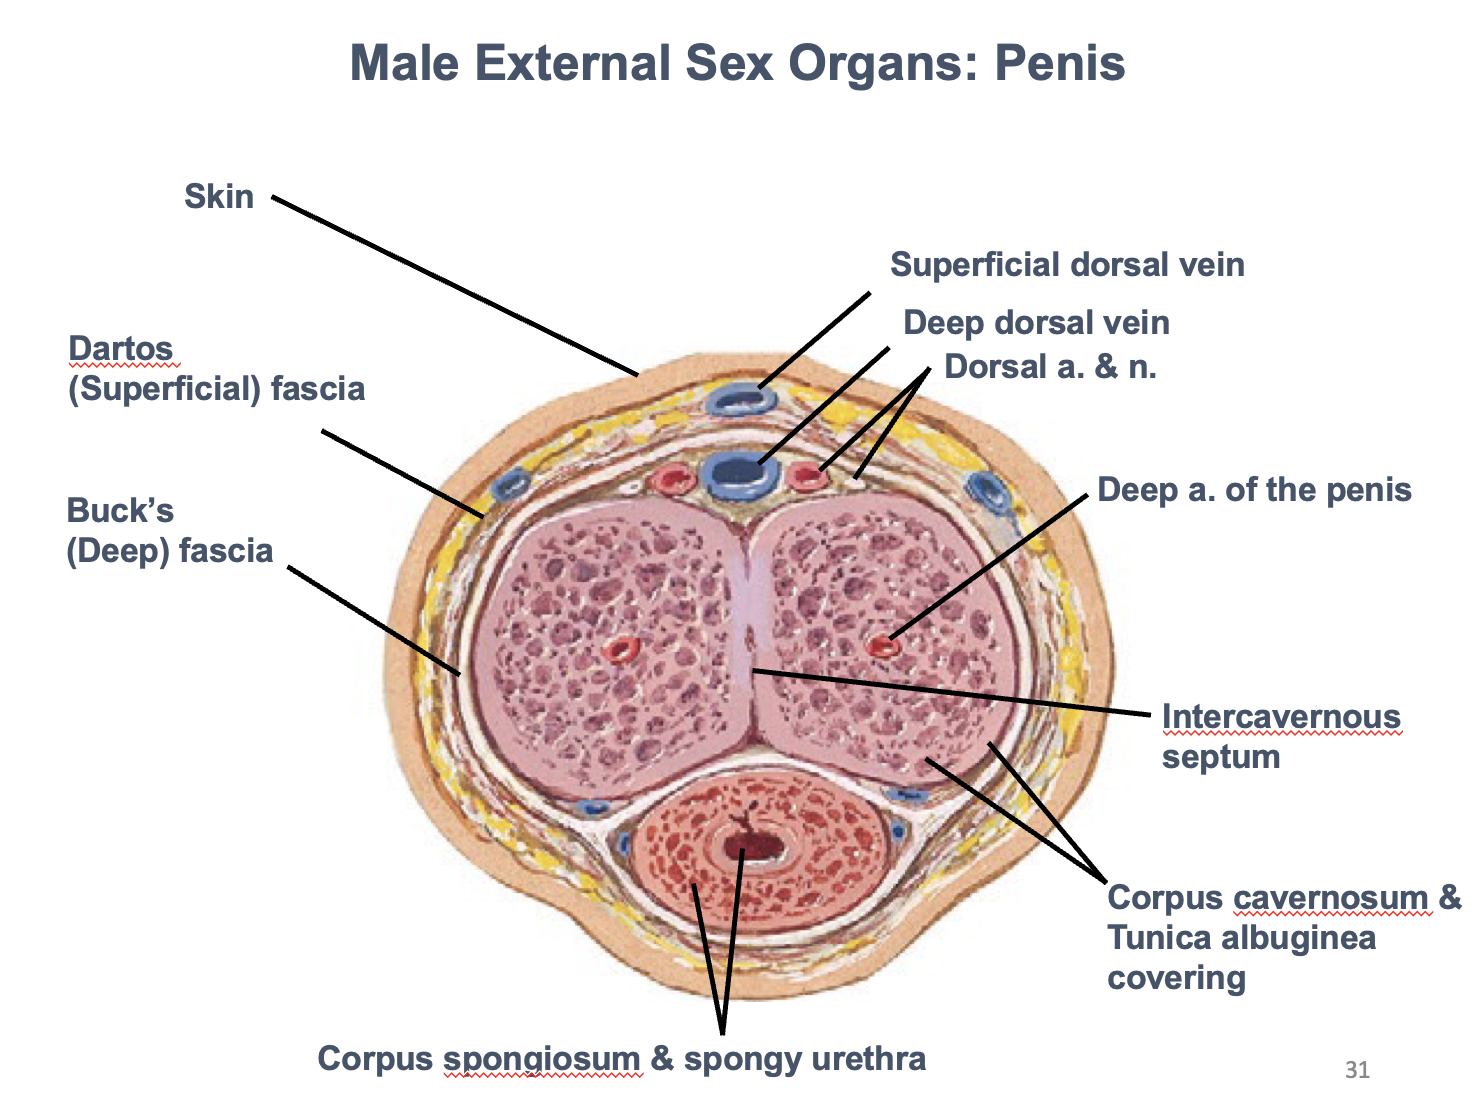 Male External Sex Organs: Penis
Skin
Superficial dorsal vein
Deep dorsal vein
Dorsal a. & n.
Dartos
(Superficial) fascia
Deep a. of the penis
Buck’s
(Deep) fascia
Intercavernous
septum
Corpus cavernosum &
Tunica albuginea
covering
Corpus spongiosum & spongy urethra
31